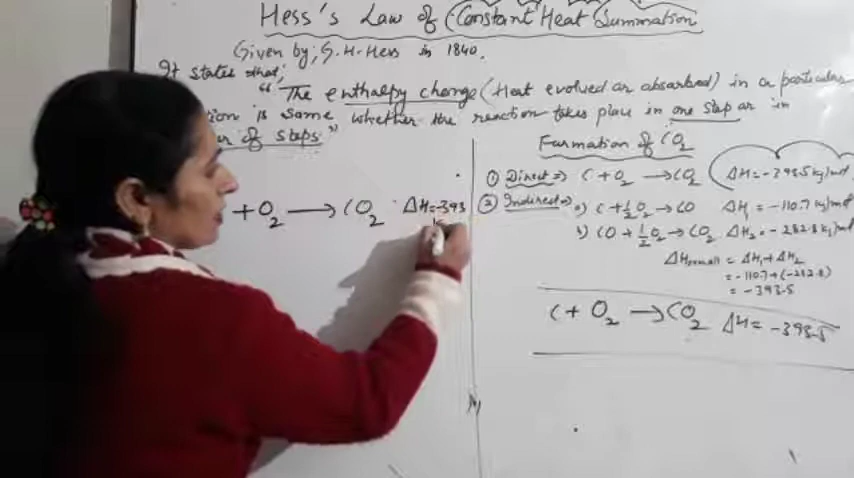 Hess's Law of Constant Heat Summation
Given by; G.H. Hess in 1840.
It states that;
"The enthalpy change (Heat evolved or absorbed) in a particular
is same whether the reaction takes place in one step or in
of steps"
+ O₂ ⟶ CO₂ ΔH = -393
Formation of CO₂
① Direct ⇒ C + O₂ ⟶ CO₂ ΔH = -393.5 kJ/mol
② Indirect ⇒ a) C + ½O₂ → CO ΔH₁ = -110.7 kJ/mol
b) CO + ½O₂ → CO₂ ΔH₂ = -282.8 kJ/mol
ΔHoverall = ΔH₁ + ΔH₂
= -110.7 + (-282.8)
= -393.5
C + O₂ ⟶ CO₂ ΔH = -393.5